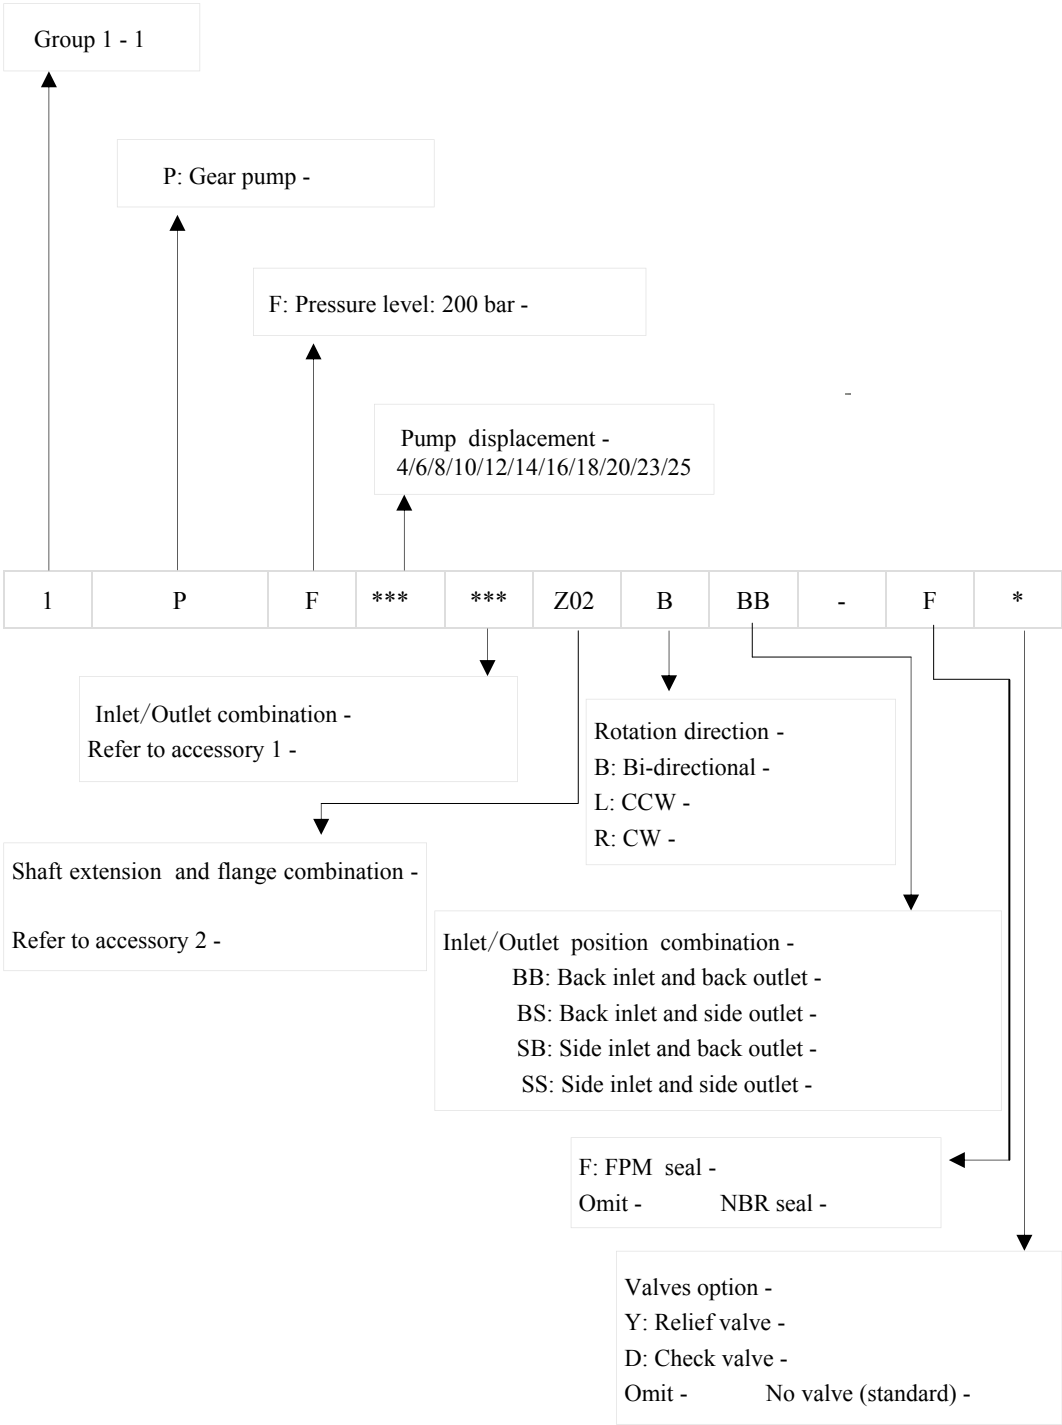 Group 1 - 1
P: Gear pump -
F: Pressure level: 200 bar -
-
Pump displacement -
4/6/8/10/12/14/16/18/20/23/25
1 P F *** *** Z02 B BB - F *
Inlet/Outlet combination -
Refer to accessory 1 -
Rotation direction -
B: Bi-directional -
L: CCW -
R: CW -
Shaft extension and flange combination -
Refer to accessory 2 -
Inlet/Outlet position combination -
BB: Back inlet and back outlet -
BS: Back inlet and side outlet -
SB: Side inlet and back outlet -
SS: Side inlet and side outlet -
F: FPM seal -
Omit - NBR seal -
Valves option -
Y: Relief valve -
D: Check valve -
Omit - No valve (standard) -